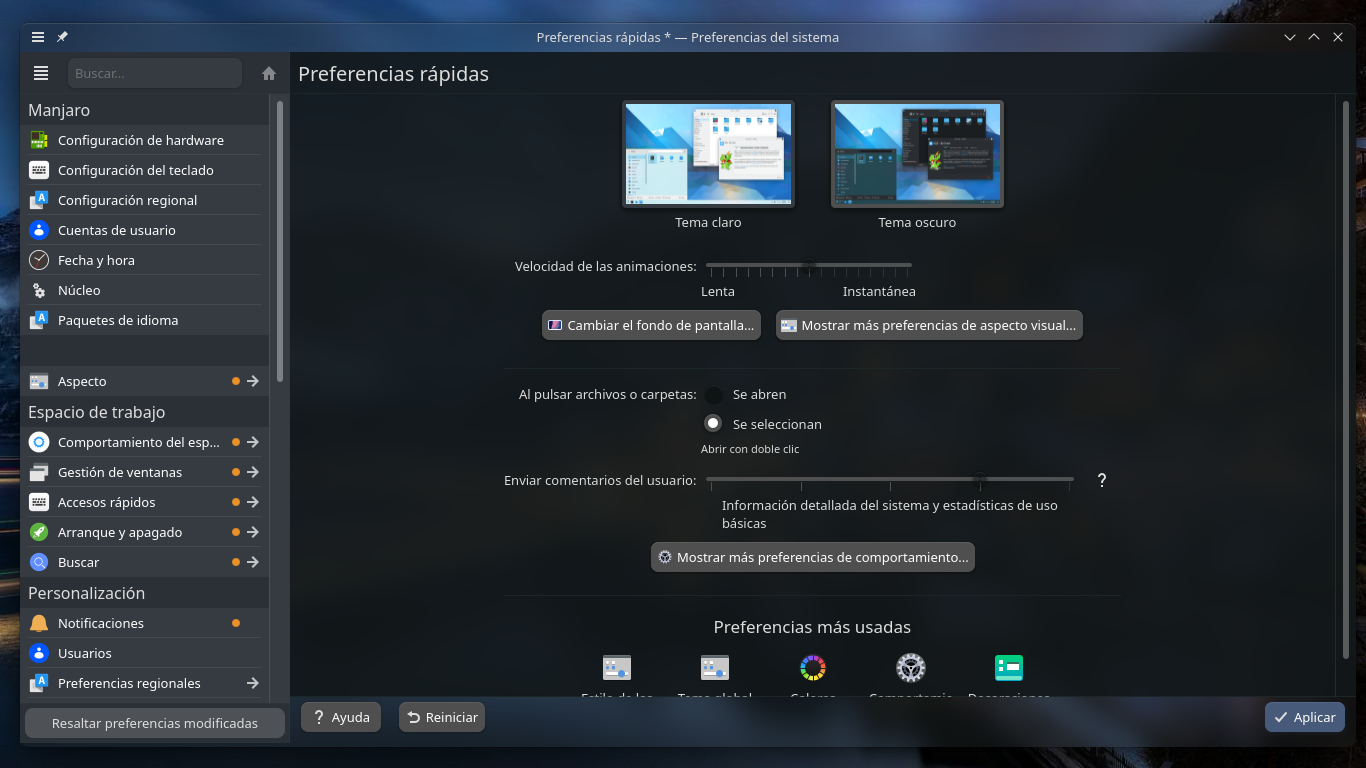 Preferencias rápidas * — Preferencias del sistema
Buscar...
Preferencias rápidas
Manjaro
Configuración de hardware
Configuración del teclado
Configuración regional
Cuentas de usuario
Fecha y hora
Núcleo
Paquetes de idioma
Aspecto
Espacio de trabajo
Comportamiento del esp...
Gestión de ventanas
Accesos rápidos
Arranque y apagado
Buscar
Personalización
Notificaciones
Usuarios
Preferencias regionales
Resaltar preferencias modificadas
Tema claro
Tema oscuro
Velocidad de las animaciones:
Lenta
Instantánea
Cambiar el fondo de pantalla...
Mostrar más preferencias de aspecto visual...
Al pulsar archivos o carpetas:
Se abren
Se seleccionan
Abrir con doble clic
Enviar comentarios del usuario:
?
Información detallada del sistema y estadísticas de uso
básicas
Mostrar más preferencias de comportamiento...
Preferencias más usadas
? Ayuda
Reiniciar
Aplicar